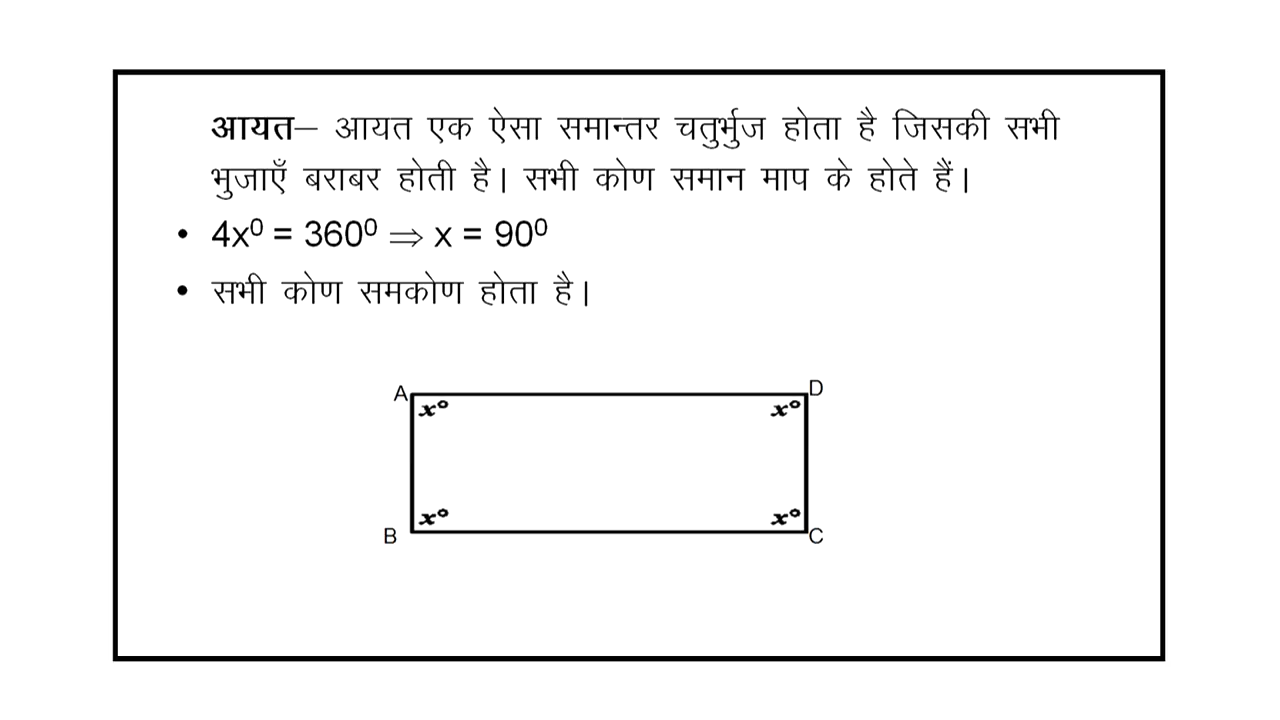 आयत– आयत एक ऐसा समान्तर चतुर्भुज होता है जिसकी सभी
भुजाएँ बराबर होती है। सभी कोण समान माप के होते हैं।
• 4x⁰ = 360⁰ ⇒ x = 90⁰
• सभी कोण समकोण होता है।
A D
x° x°
x° x°
B C